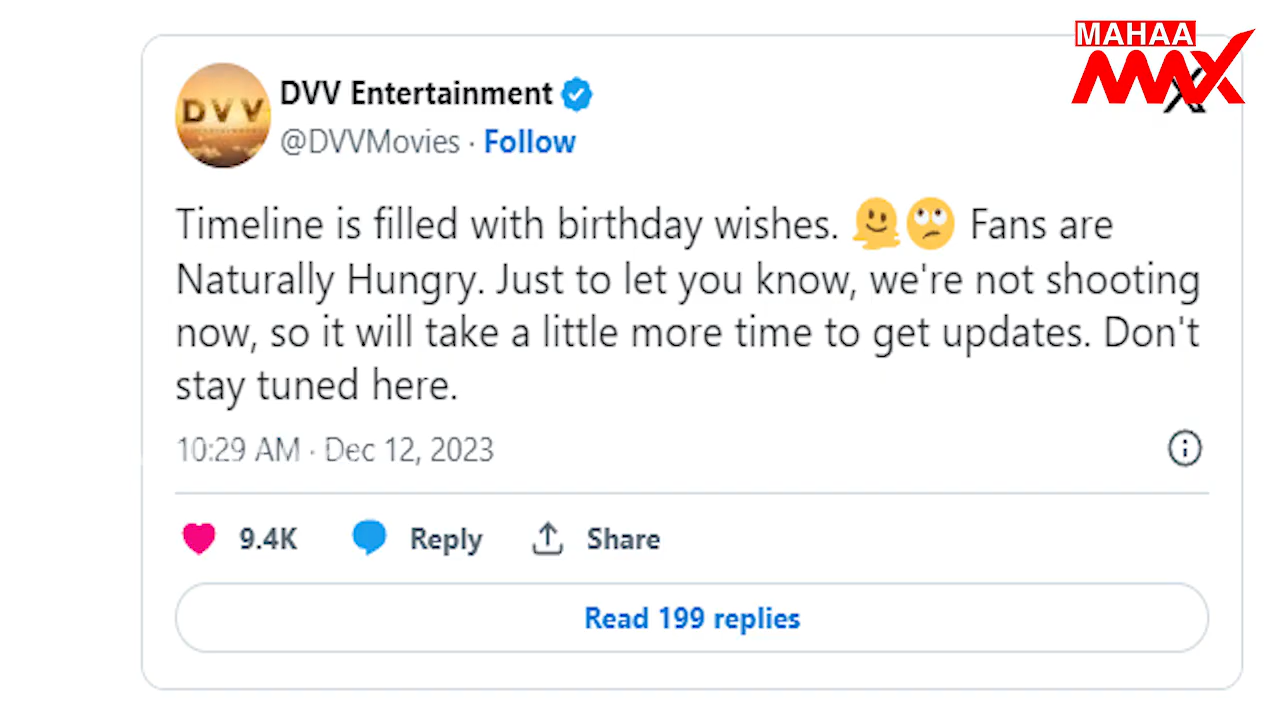 MAHAA
MAX
DVV Entertainment
DVV
@DVVMovies · Follow
Timeline is filled with birthday wishes. 🫠🙄 Fans are
Naturally Hungry. Just to let you know, we're not shooting
now, so it will take a little more time to get updates. Don't
stay tuned here.
10:29 AM · Dec 12, 2023
9.4K Reply Share
Read 199 replies